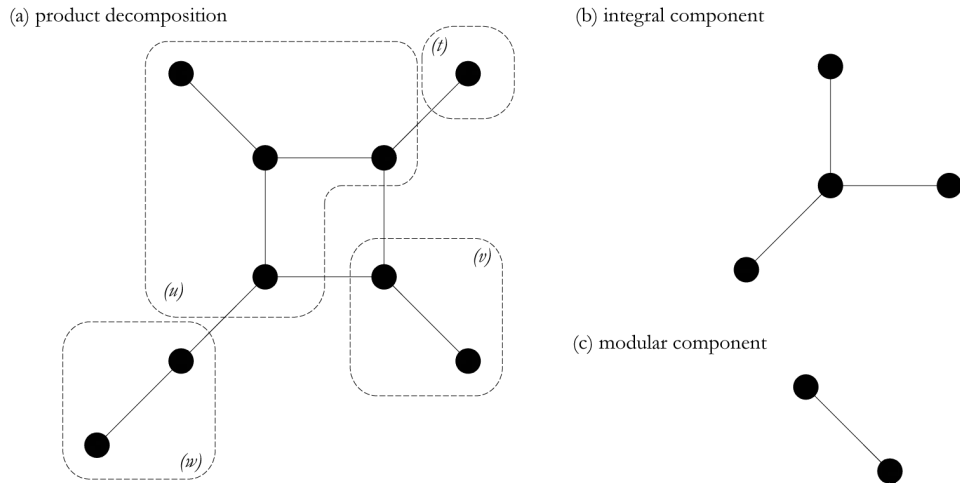 (a) product decomposition
(t)
(u)
(v)
(w)
(b) integral component
(c) modular component